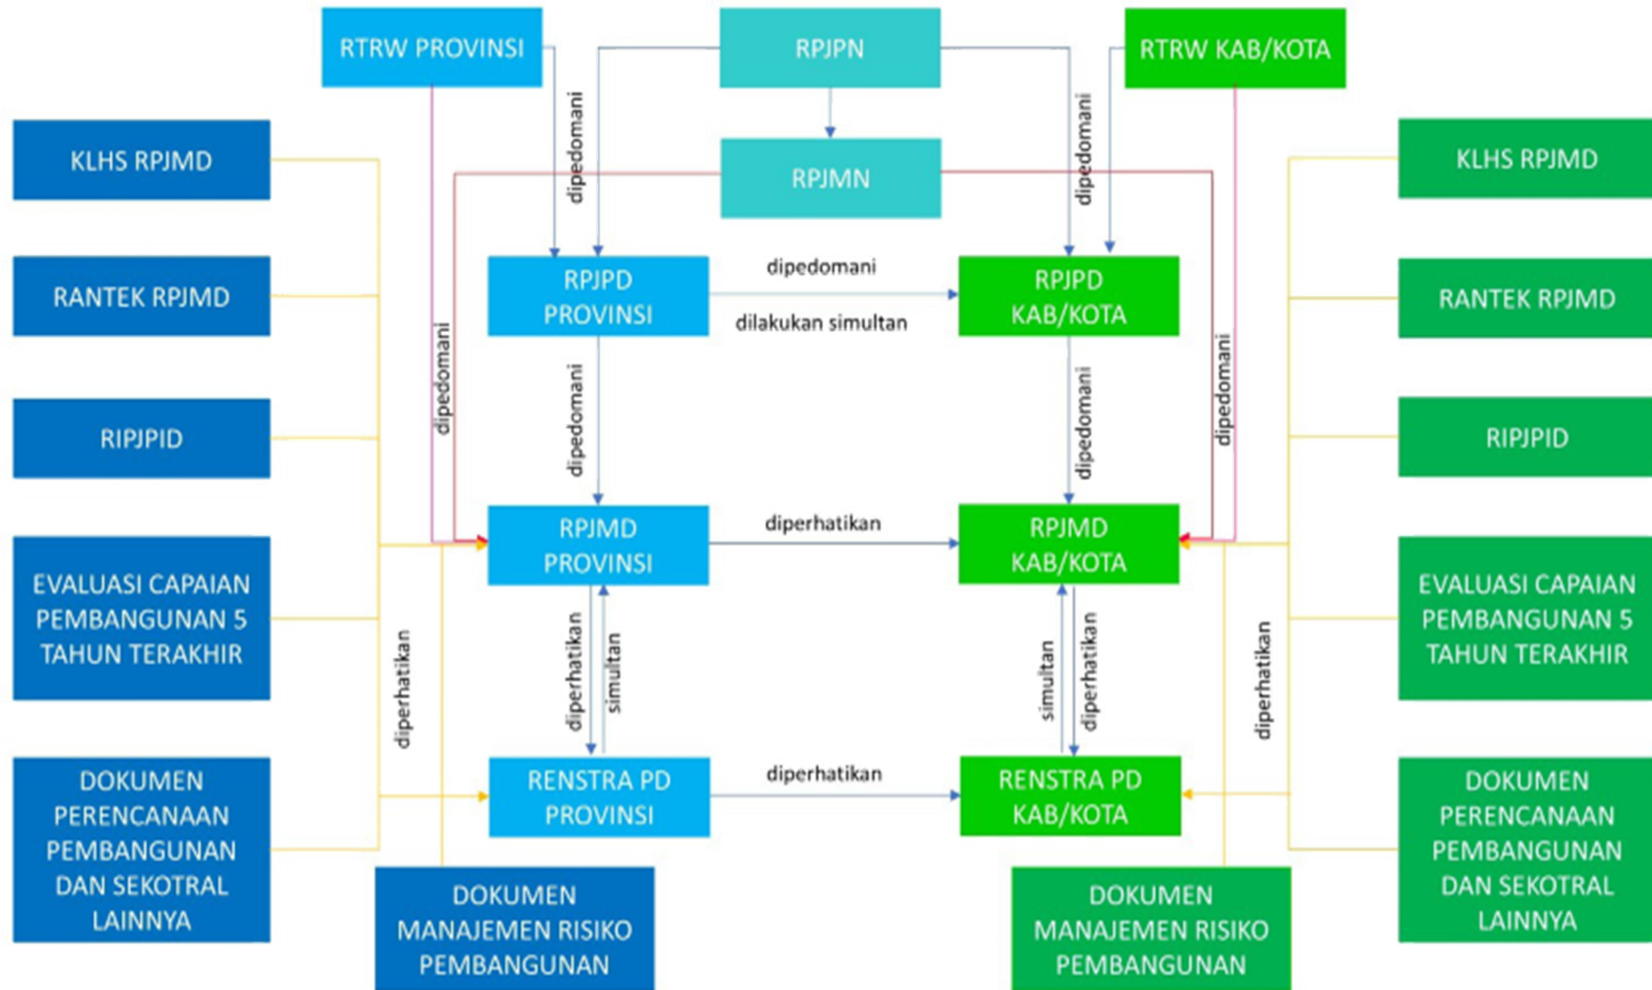 RTRW PROVINSI
RPJPN
RTRW KAB/KOTA
KLHS RPJMD
dipedomani
RPJMN
dipedomani
KLHS RPJMD
RANTEK RPJMD
RPJPD
PROVINSI
dipedomani
dilakukan simultan
RPJPD
KAB/KOTA
RANTEK RPJMD
dipedomani
dipedomani
dipedomani
dipedomani
RIPJPID
RIPJPID
RPJMD
PROVINSI
diperhatikan
RPJMD
KAB/KOTA
EVALUASI CAPAIAN
PEMBANGUNAN 5
TAHUN TERAKHIR
diperhatikan
diperhatikan
simultan
simultan
diperhatikan
diperhatikan
EVALUASI CAPAIAN
PEMBANGUNAN 5
TAHUN TERAKHIR
DOKUMEN
PERENCANAAN
PEMBANGUNAN
DAN SEKOTRAL
LAINNYA
RENSTRA PD
PROVINSI
diperhatikan
RENSTRA PD
KAB/KOTA
DOKUMEN
PERENCANAAN
PEMBANGUNAN
DAN SEKOTRAL
LAINNYA
DOKUMEN
MANAJEMEN RISIKO
PEMBANGUNAN
DOKUMEN
MANAJEMEN RISIKO
PEMBANGUNAN